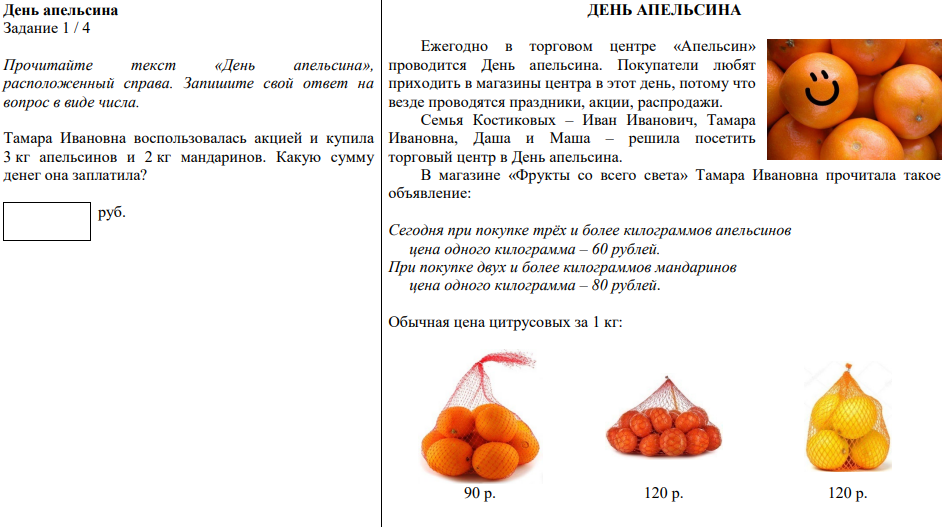 День апельсина
Задание 1 / 4
Прочитайте текст «День апельсина»,
расположенный справа. Запишите свой ответ на
вопрос в виде числа.
Тамара Ивановна воспользовалась акцией и купила
3 кг апельсинов и 2 кг мандаринов. Какую сумму
денег она заплатила?
руб.
ДЕНЬ АПЕЛЬСИНА
Ежегодно в торговом центре «Апельсин»
проводится День апельсина. Покупатели любят
приходить в магазины центра в этот день, потому что
везде проводятся праздники, акции, распродажи.
Семья Костиковых – Иван Иванович, Тамара
Ивановна, Даша и Маша – решила посетить
торговый центр в День апельсина.
В магазине «Фрукты со всего света» Тамара Ивановна прочитала такое
объявление:
Сегодня при покупке трёх и более килограммов апельсинов
цена одного килограмма – 60 рублей.
При покупке двух и более килограммов мандаринов
цена одного килограмма – 80 рублей.
Обычная цена цитрусовых за 1 кг:
90 р. 120 р. 120 р.